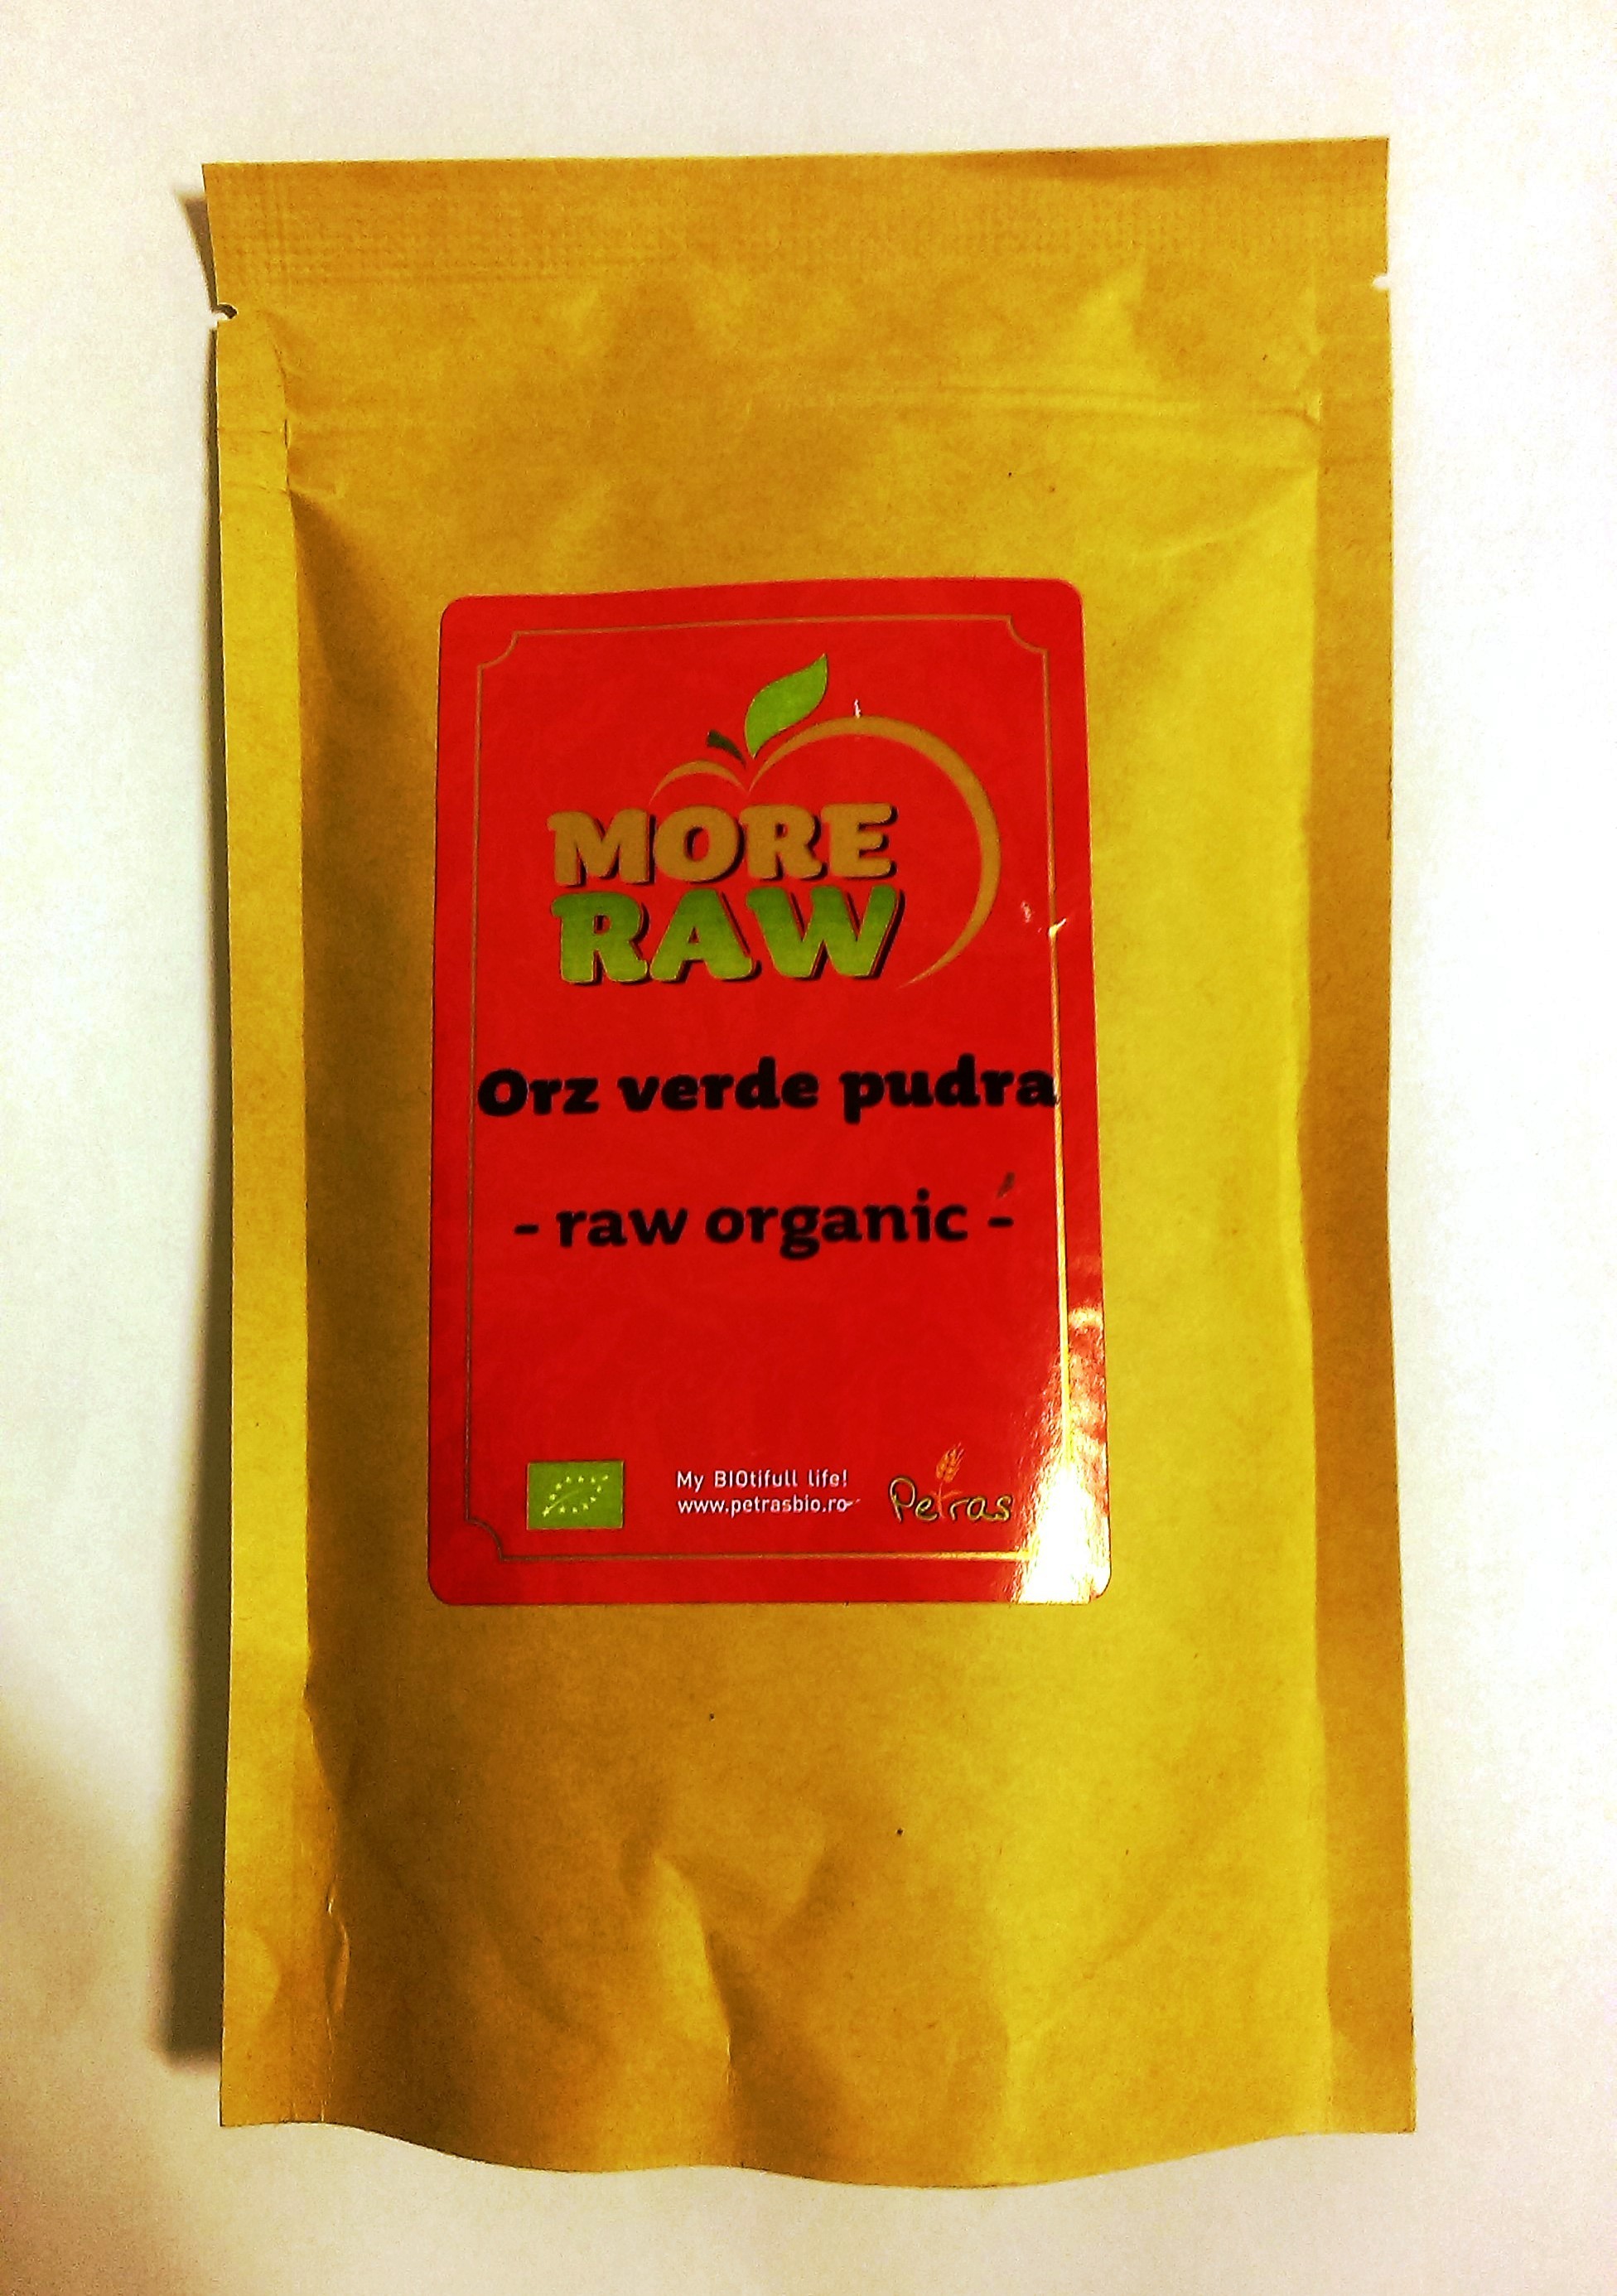 MORE
RAW
Orz verde pudra
- raw organic -
My BIOtifull life!
www.petrasbio.ro
Petras